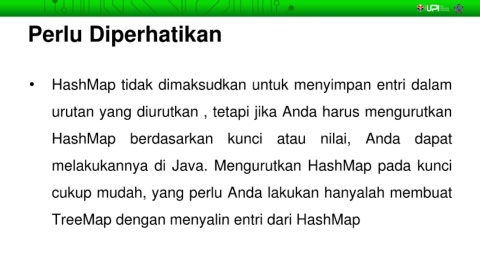 UPI
Perlu Diperhatikan
• HashMap tidak dimaksudkan untuk menyimpan entri dalam
urutan yang diurutkan , tetapi jika Anda harus mengurutkan
HashMap berdasarkan kunci atau nilai, Anda dapat
melakukannya di Java. Mengurutkan HashMap pada kunci
cukup mudah, yang perlu Anda lakukan hanyalah membuat
TreeMap dengan menyalin entri dari HashMap